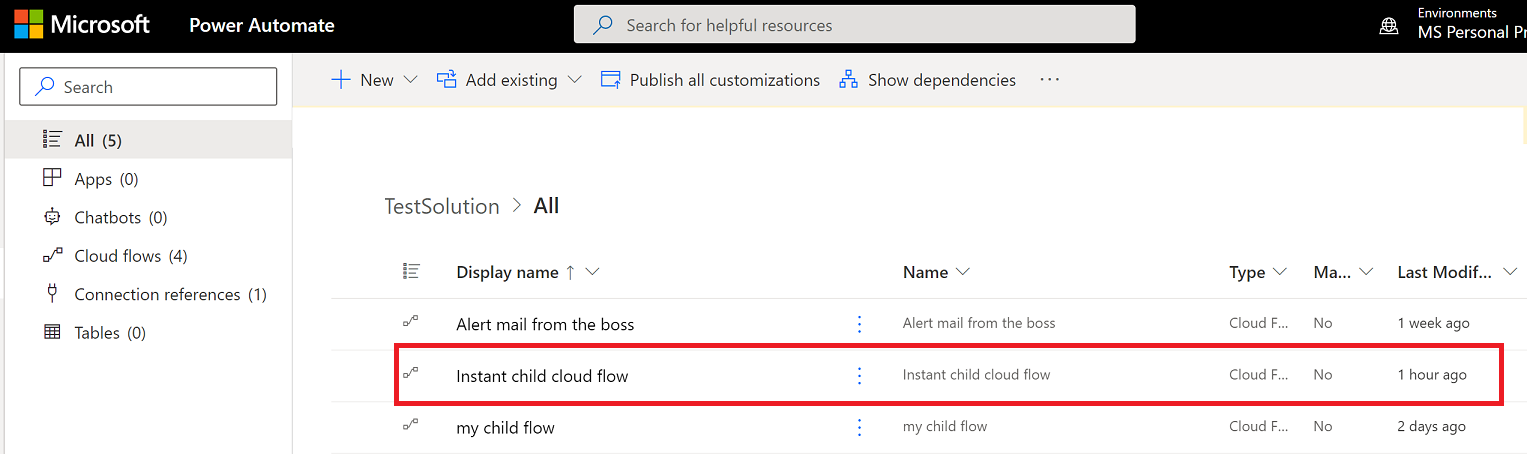 Microsoft Power Automate Search for helpful resources Environments
MS Personal Pr
Search
New Add existing Publish all customizations Show dependencies ...
All (5)
Apps (0)
Chatbots (0)
Cloud flows (4)
Connection references (1)
Tables (0)
TestSolution > All
Display name ↑ Name Type Ma... Last Modif...
Alert mail from the boss Alert mail from the boss Cloud F... No 1 week ago
Instant child cloud flow Instant child cloud flow Cloud F... No 1 hour ago
my child flow my child flow Cloud F... No 2 days ago